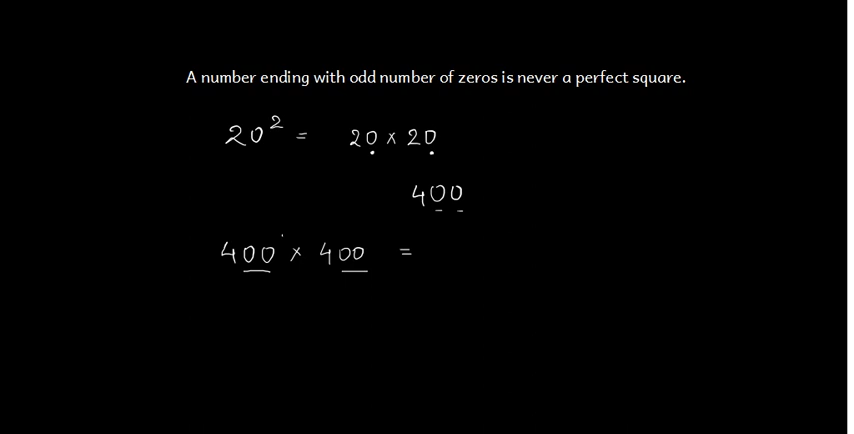 A number ending with odd number of zeros is never a perfect square.
20² = 20 × 20
400
400 × 400 =